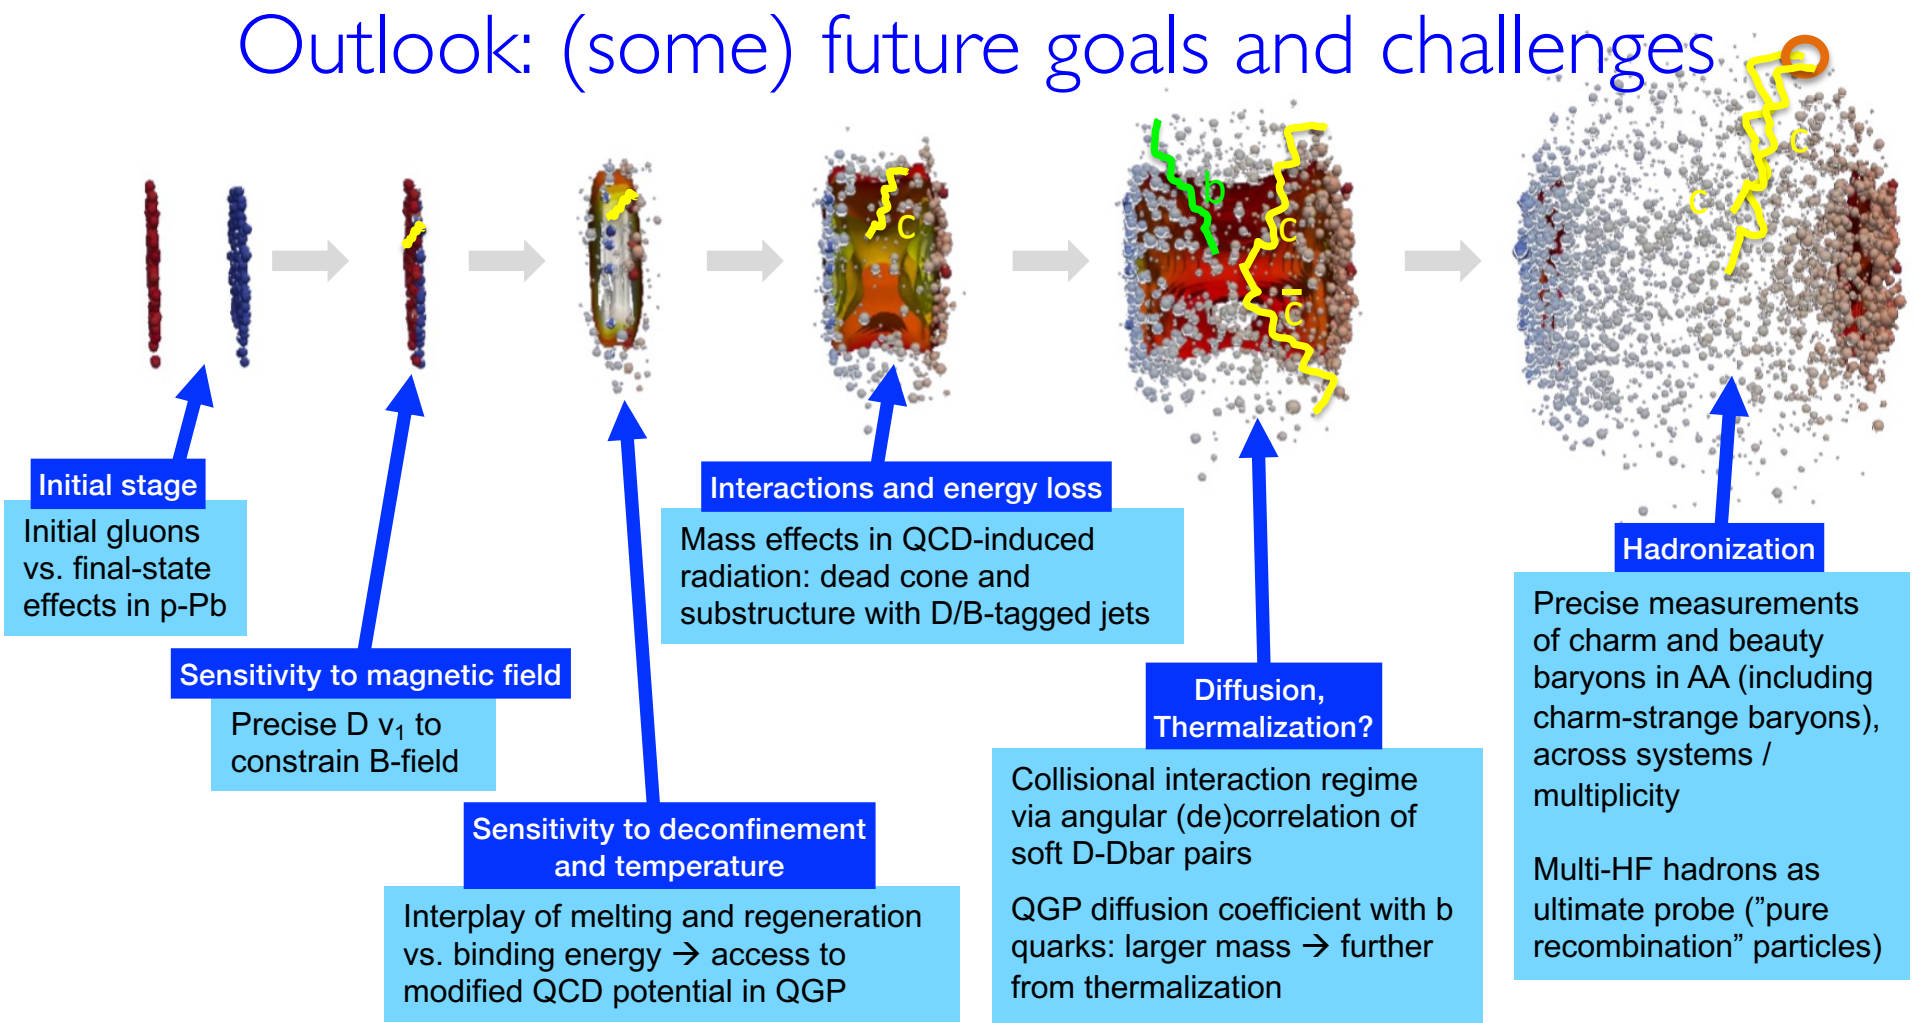 Outlook: (some) future goals and challenges
c
b
c
c̄
c
c
Initial stage
Initial gluons
vs. final-state
effects in p-Pb
Sensitivity to magnetic field
Precise D v₁ to
constrain B-field
Sensitivity to deconfinement
and temperature
Interplay of melting and regeneration
vs. binding energy → access to
modified QCD potential in QGP
Interactions and energy loss
Mass effects in QCD-induced
radiation: dead cone and
substructure with D/B-tagged jets
Diffusion,
Thermalization?
Collisional interaction regime
via angular (de)correlation of
soft D-Dbar pairs
QGP diffusion coefficient with b
quarks: larger mass → further
from thermalization
Hadronization
Precise measurements
of charm and beauty
baryons in AA (including
charm-strange baryons),
across systems /
multiplicity
Multi-HF hadrons as
ultimate probe (”pure
recombination” particles)